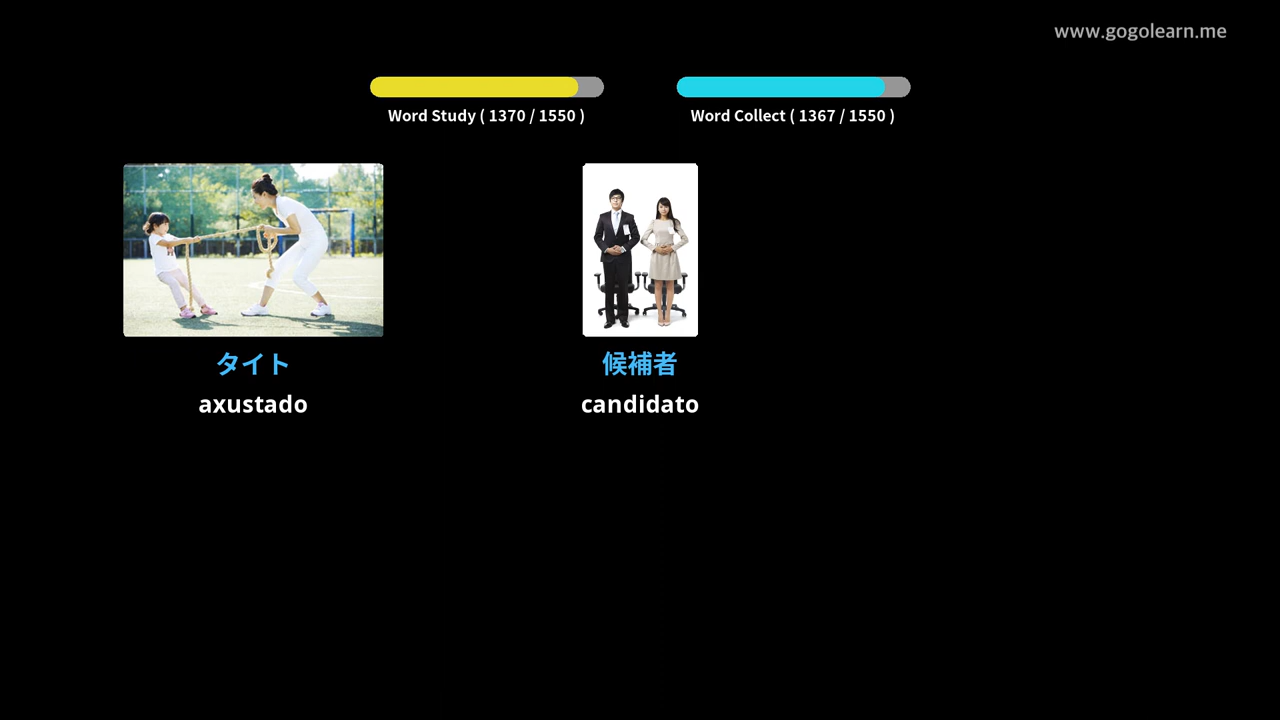 www.gogolearn.me
Word Study ( 1370 / 1550 )
Word Collect ( 1367 / 1550 )
タイト
候補者
axustado
candidato